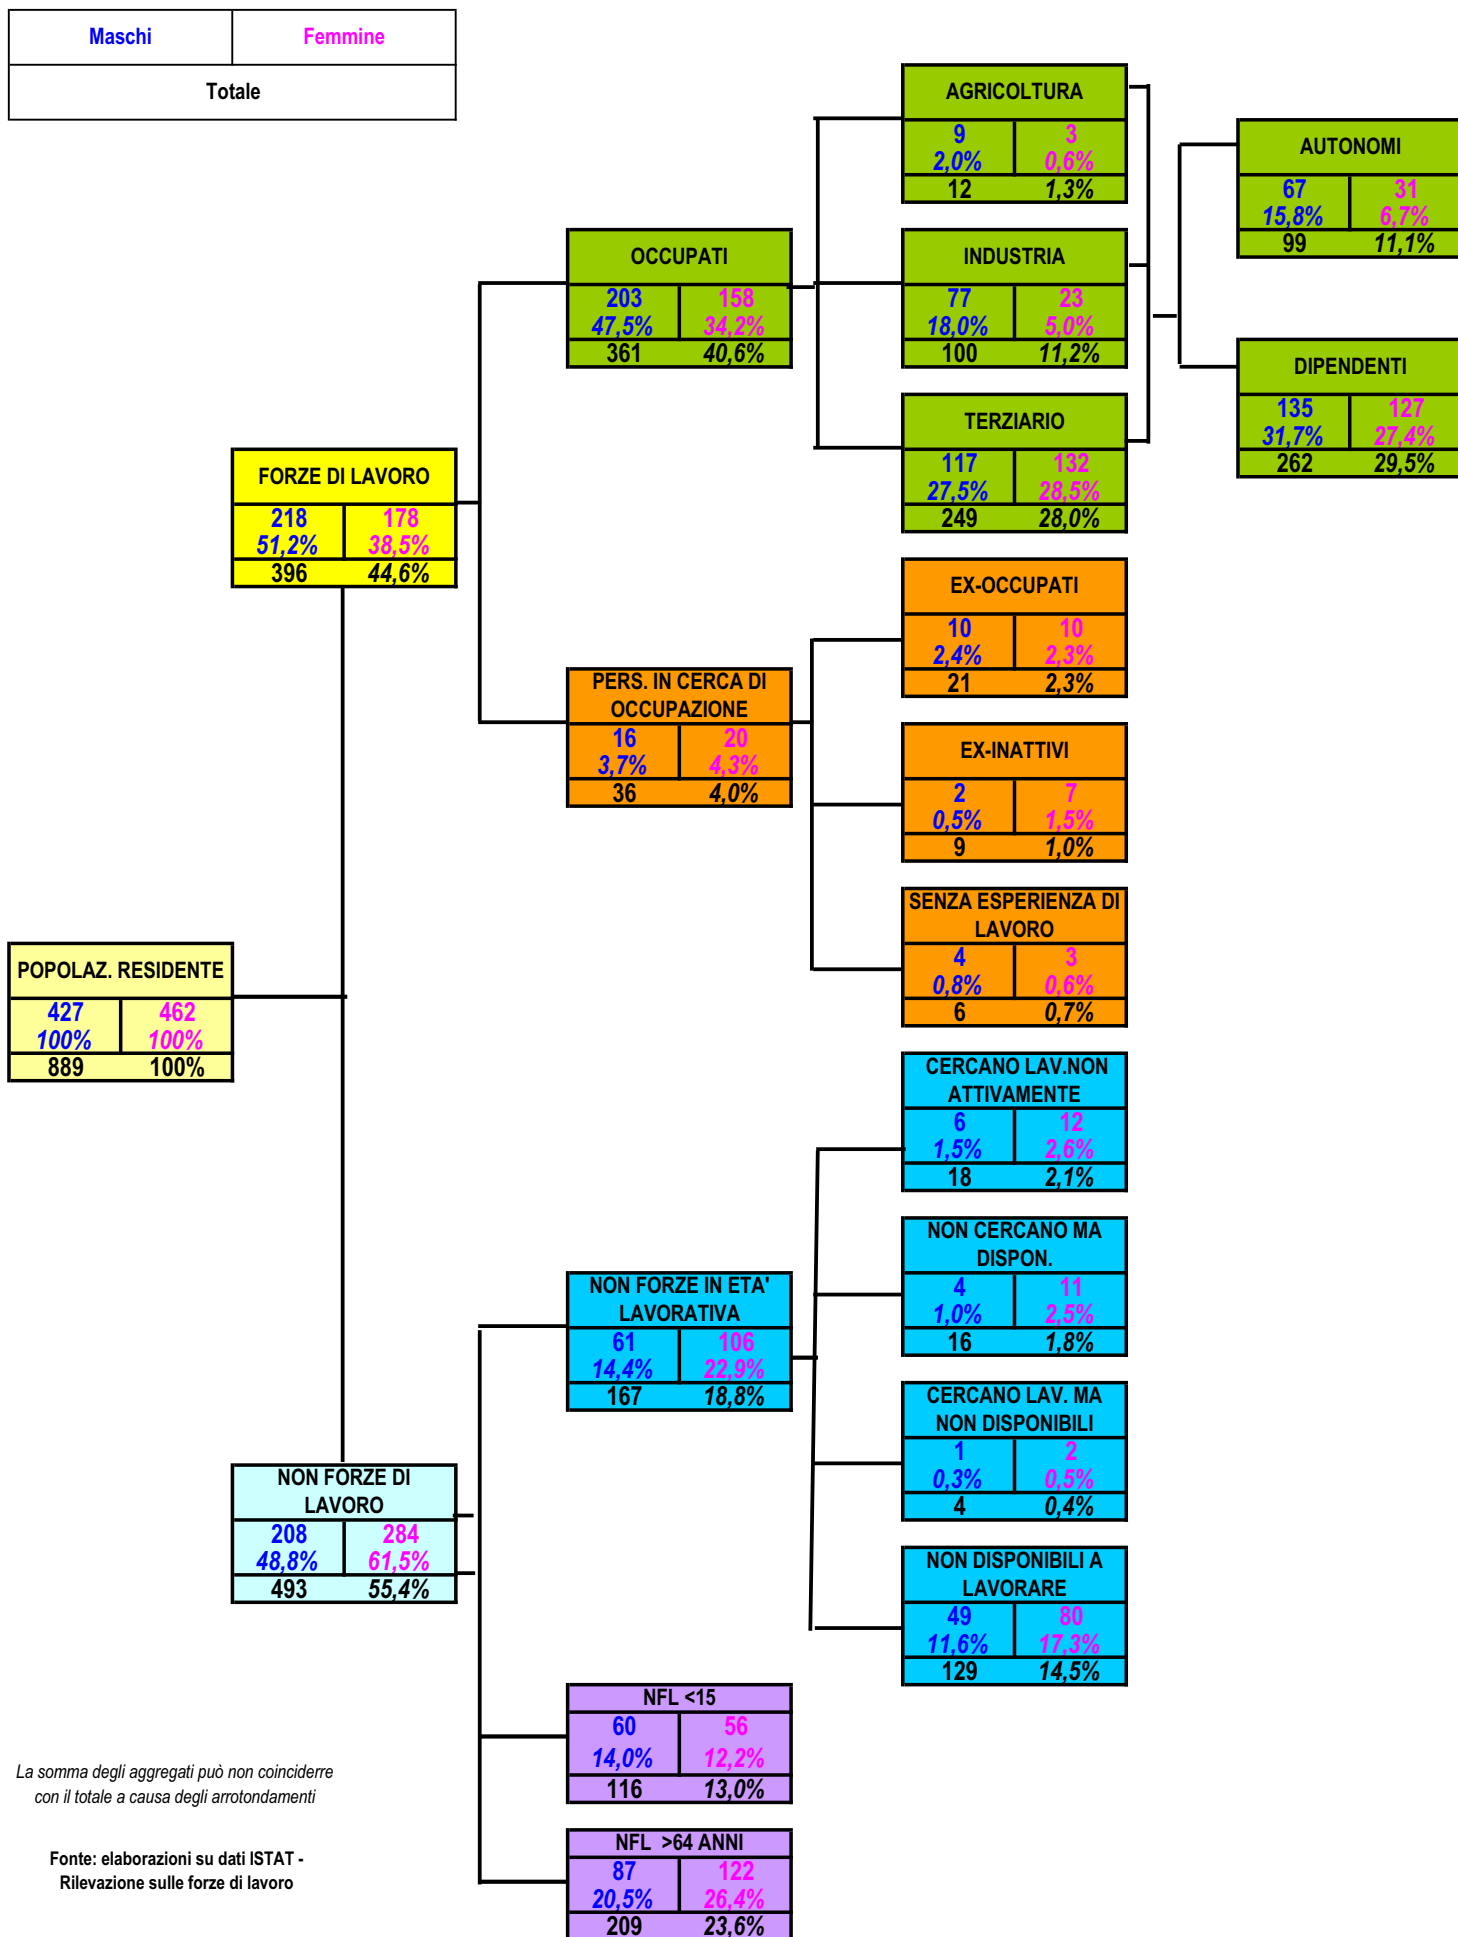 Maschi Femmine
Totale
AGRICOLTURA
9 3
2,0% 0,6%
12 1,3%
AUTONOMI
67 31
15,8% 6,7%
99 11,1%
OCCUPATI
203 158
47,5% 34,2%
361 40,6%
INDUSTRIA
77 23
18,0% 5,0%
100 11,2%
DIPENDENTI
135 127
31,7% 27,4%
262 29,5%
TERZIARIO
117 132
27,5% 28,5%
249 28,0%
FORZE DI LAVORO
218 178
51,2% 38,5%
396 44,6%
EX-OCCUPATI
10 10
2,4% 2,3%
21 2,3%
PERS. IN CERCA DI
OCCUPAZIONE
16 20
3,7% 4,3%
36 4,0%
EX-INATTIVI
2 7
0,5% 1,5%
9 1,0%
SENZA ESPERIENZA DI
LAVORO
4 3
0,8% 0,6%
6 0,7%
POPOLAZ. RESIDENTE
427 462
100% 100%
889 100%
CERCANO LAV.NON
ATTIVAMENTE
6 12
1,5% 2,6%
18 2,1%
NON CERCANO MA
DISPON.
4 11
1,0% 2,5%
16 1,8%
NON FORZE IN ETA'
LAVORATIVA
61 106
14,4% 22,9%
167 18,8%
CERCANO LAV. MA
NON DISPONIBILI
1 2
0,3% 0,5%
4 0,4%
NON FORZE DI
LAVORO
208 284
48,8% 61,5%
493 55,4%
NON DISPONIBILI A
LAVORARE
49 80
11,6% 17,3%
129 14,5%
NFL <15
60 56
14,0% 12,2%
116 13,0%
La somma degli aggregati può non coinciderre
con il totale a causa degli arrotondamenti
NFL >64 ANNI
87 122
20,5% 26,4%
209 23,6%
Fonte: elaborazioni su dati ISTAT -
Rilevazione sulle forze di lavoro